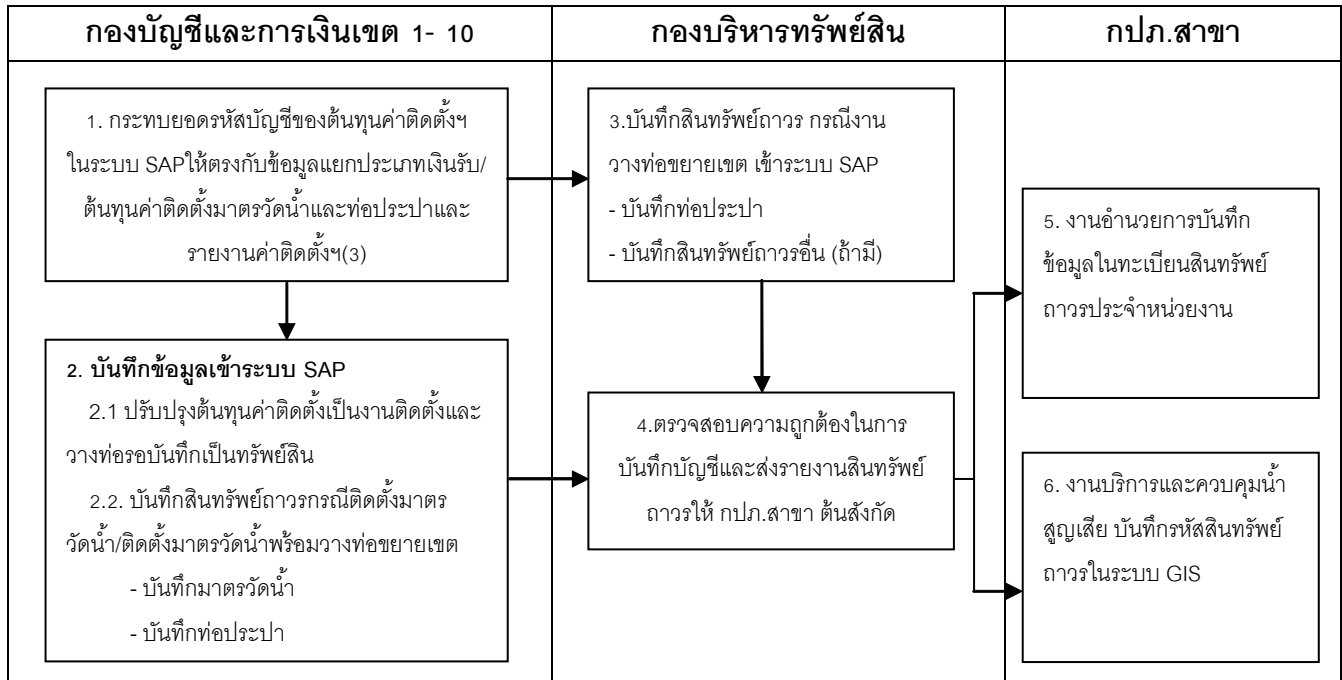 กองบัญชีและการเงินเขต 1- 10
กองบริหารทรัพย์สิน
กปภ.สาขา
1. กระทบยอดรหัสบัญชีของต้นทุนค่าติดตั้งฯ
ในระบบ SAPให้ตรงกับข้อมูลแยกประเภทเงินรับ/
ต้นทุนค่าติดตั้งมาตรวัดน้ำและท่อประปาและ
รายงานค่าติดตั้งฯ(3)
2. บันทึกข้อมูลเข้าระบบ SAP
2.1 ปรับปรุงต้นทุนค่าติดตั้งเป็นงานติดตั้งและ
วางท่อรอบันทึกเป็นทรัพย์สิน
2.2. บันทึกสินทรัพย์ถาวรกรณีติดตั้งมาตร
วัดน้ำ/ติดตั้งมาตรวัดน้ำพร้อมวางท่อขยายเขต
- บันทึกมาตรวัดน้ำ
- บันทึกท่อประปา
3.บันทึกสินทรัพย์ถาวร กรณีงาน
วางท่อขยายเขต เข้าระบบ SAP
- บันทึกท่อประปา
- บันทึกสินทรัพย์ถาวรอื่น (ถ้ามี)
4.ตรวจสอบความถูกต้องในการ
บันทึกบัญชีและส่งรายงานสินทรัพย์
ถาวรให้ กปภ.สาขา ต้นสังกัด
5. งานอำนวยการบันทึก
ข้อมูลในทะเบียนสินทรัพย์
ถาวรประจำหน่วยงาน
6. งานบริการและควบคุมน้ำ
สูญเสีย บันทึกรหัสสินทรัพย์
ถาวรในระบบ GIS